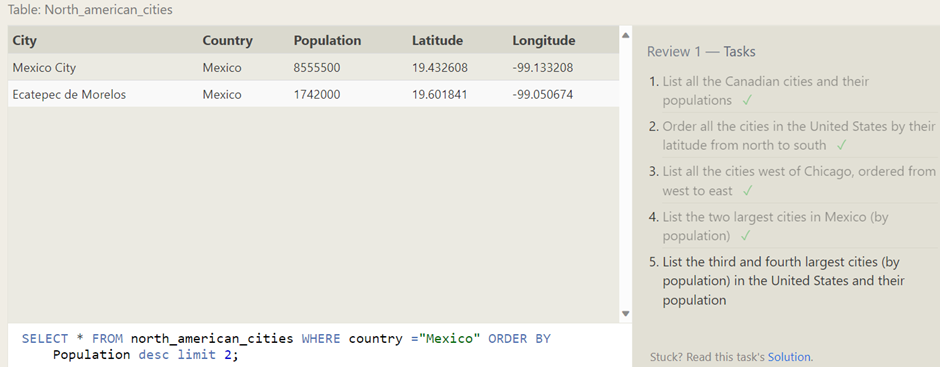 Table: North_american_cities
City Country Population Latitude Longitude
Mexico City Mexico 8555500 19.432608 -99.133208
Ecatepec de Morelos Mexico 1742000 19.601841 -99.050674
SELECT * FROM north_american_cities WHERE country ="Mexico" ORDER BY
Population desc limit 2;
Review 1 — Tasks
1. List all the Canadian cities and their
populations ✓
2. Order all the cities in the United States by their
latitude from north to south ✓
3. List all the cities west of Chicago, ordered from
west to east ✓
4. List the two largest cities in Mexico (by
population) ✓
5. List the third and fourth largest cities (by
population) in the United States and their
population
Stuck? Read this task's Solution.